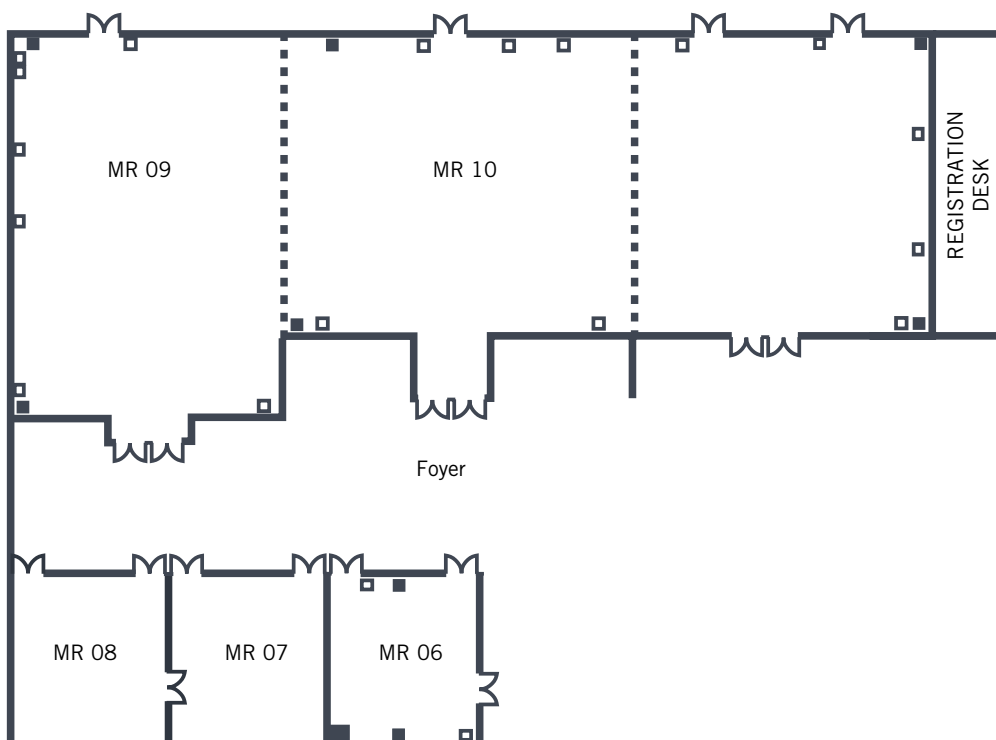 MR 09
MR 10
REGISTRATION
DESK
Foyer
MR 08
MR 07
MR 06